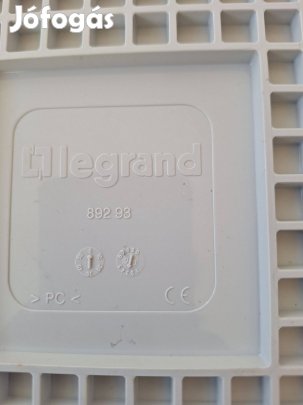 Jófogás
legrand
892 93
> PC <
CE